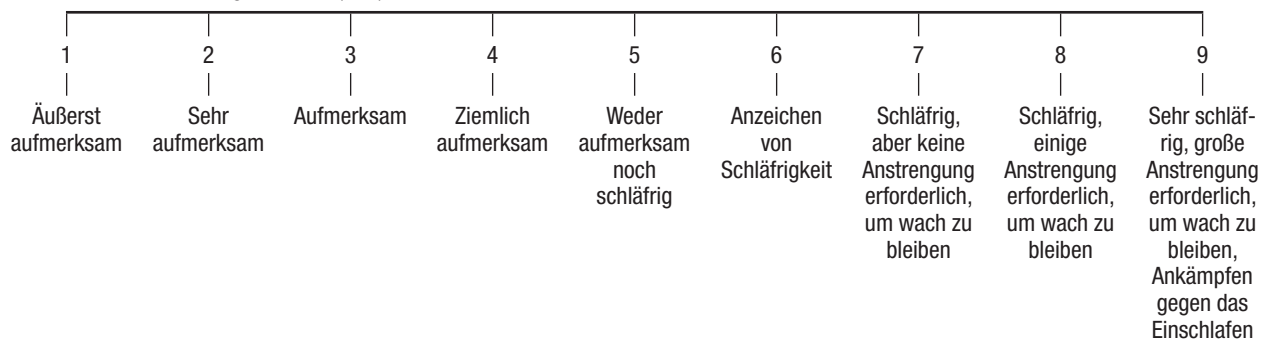 1 2 3 4 5 6 7 8 9
Äußerst
aufmerksam
Sehr
aufmerksam
Aufmerksam
Ziemlich
aufmerksam
Weder
aufmerksam
noch
schläfrig
Anzeichen
von
Schläfrigkeit
Schläfrig,
aber keine
Anstrengung
erforderlich,
um wach zu
bleiben
Schläfrig,
einige
Anstrengung
erforderlich,
um wach zu
bleiben
Sehr schläf-
rig, große
Anstrengung
erforderlich,
um wach zu
bleiben,
Ankämpfen
gegen das
Einschlafen